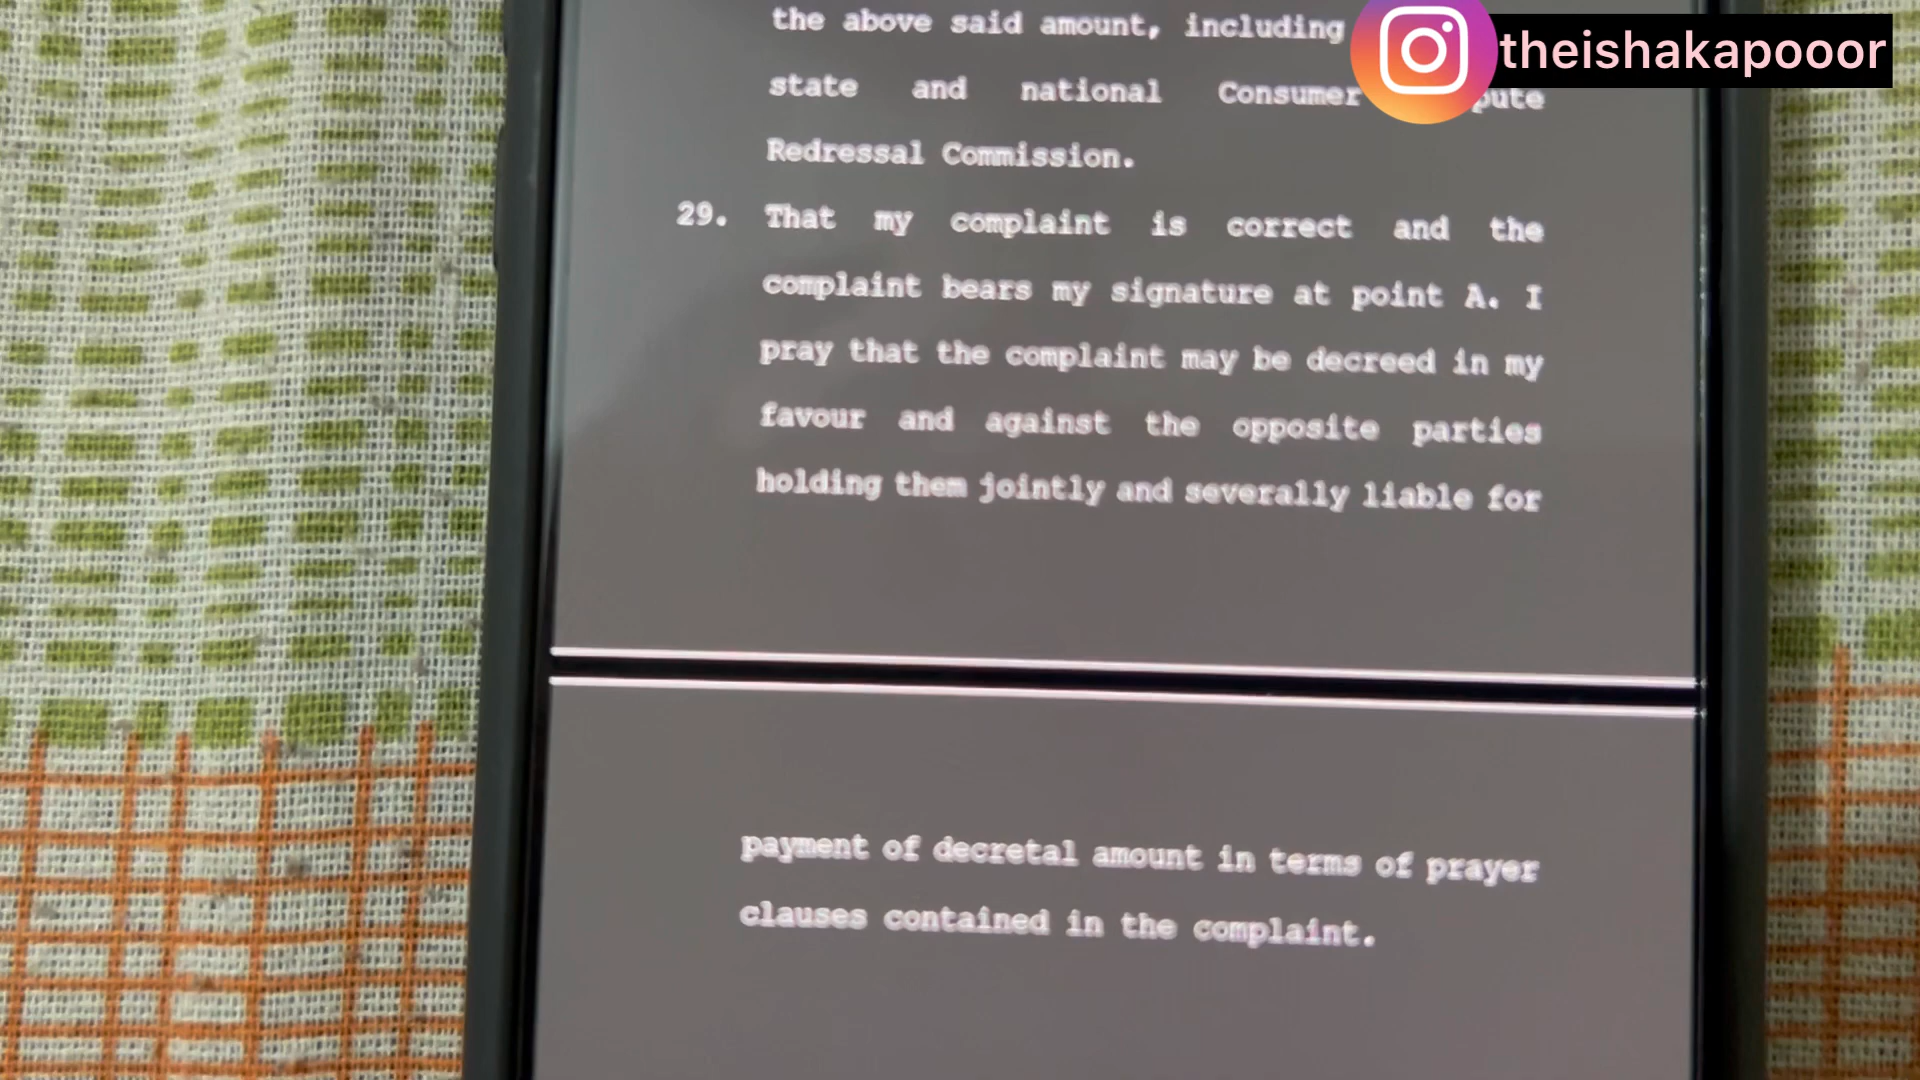 the above said amount, including
theishakapooor
state and national Consumer pute
Redressal Commission.
29. That my complaint is correct and the
complaint bears my signature at point A. I
pray that the complaint may be decreed in my
favour and against the opposite parties
holding them jointly and severally liable for
payment of decretal amount in terms of prayer
clauses contained in the complaint.